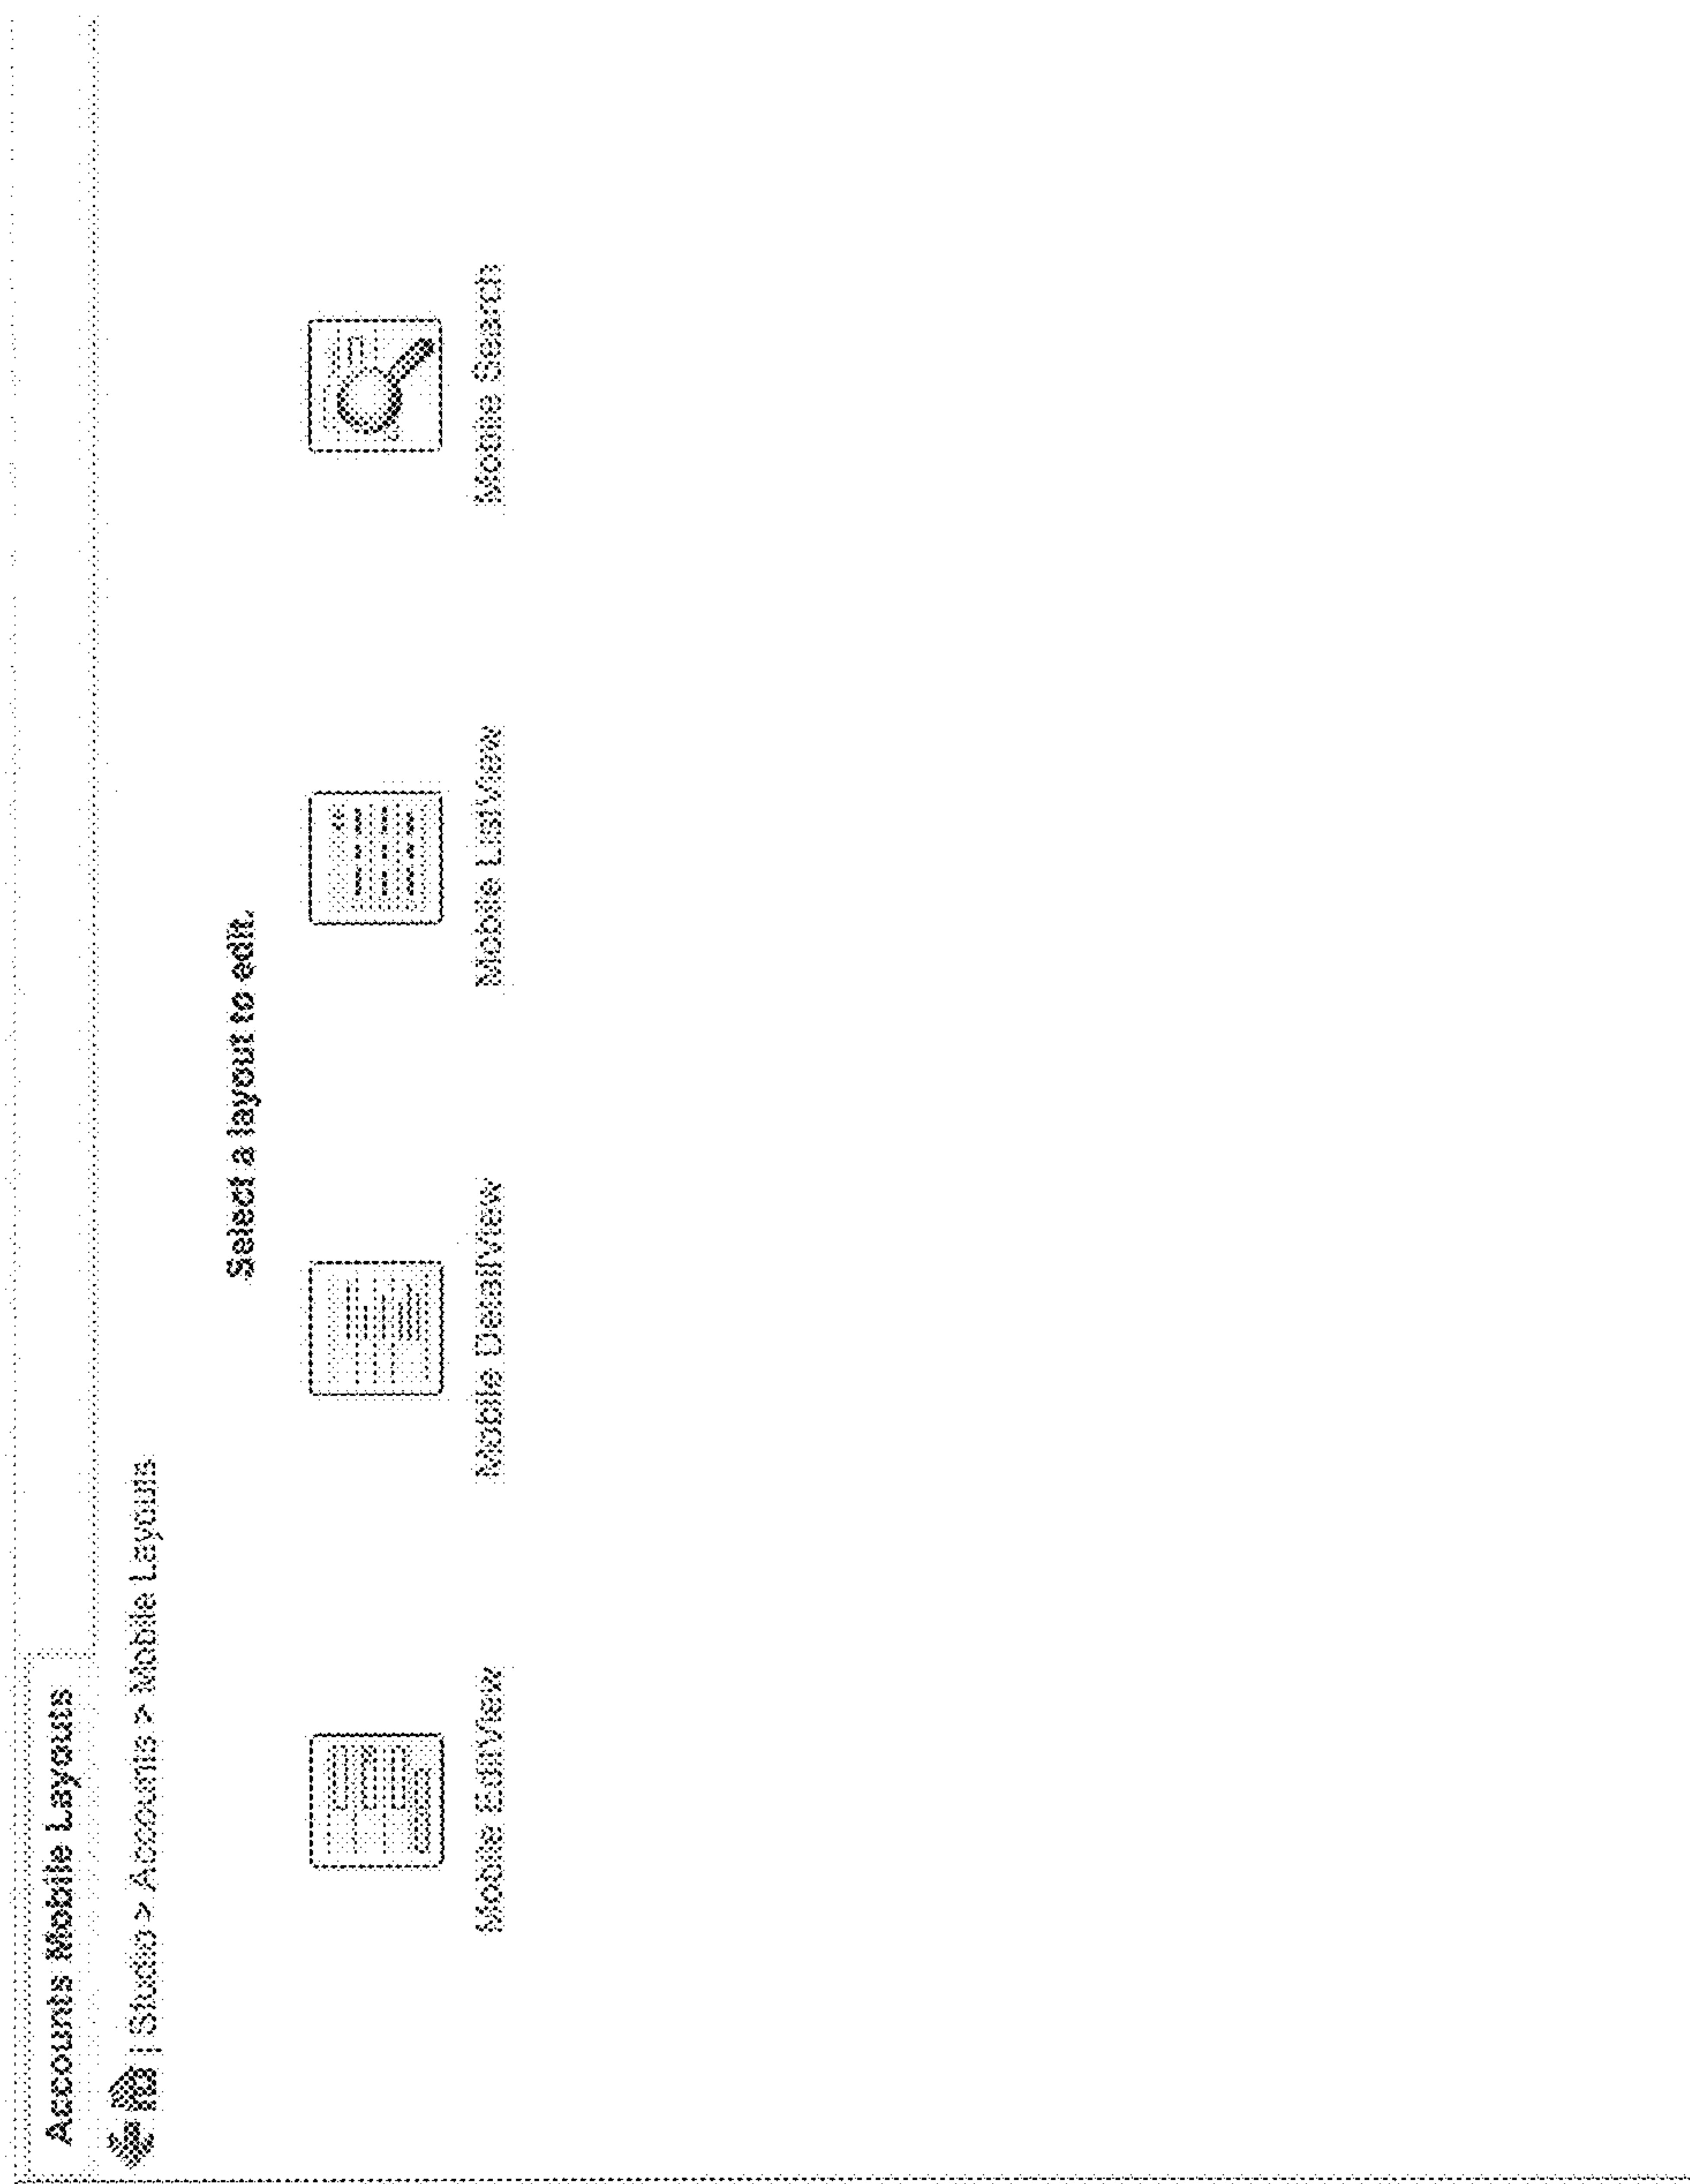 Accounts Mobile Layouts
| Studio > Accounts > Mobile Layouts
Select a layout to edit.
Mobile EditView
Mobile DetailView
Mobile ListView
Mobile Search